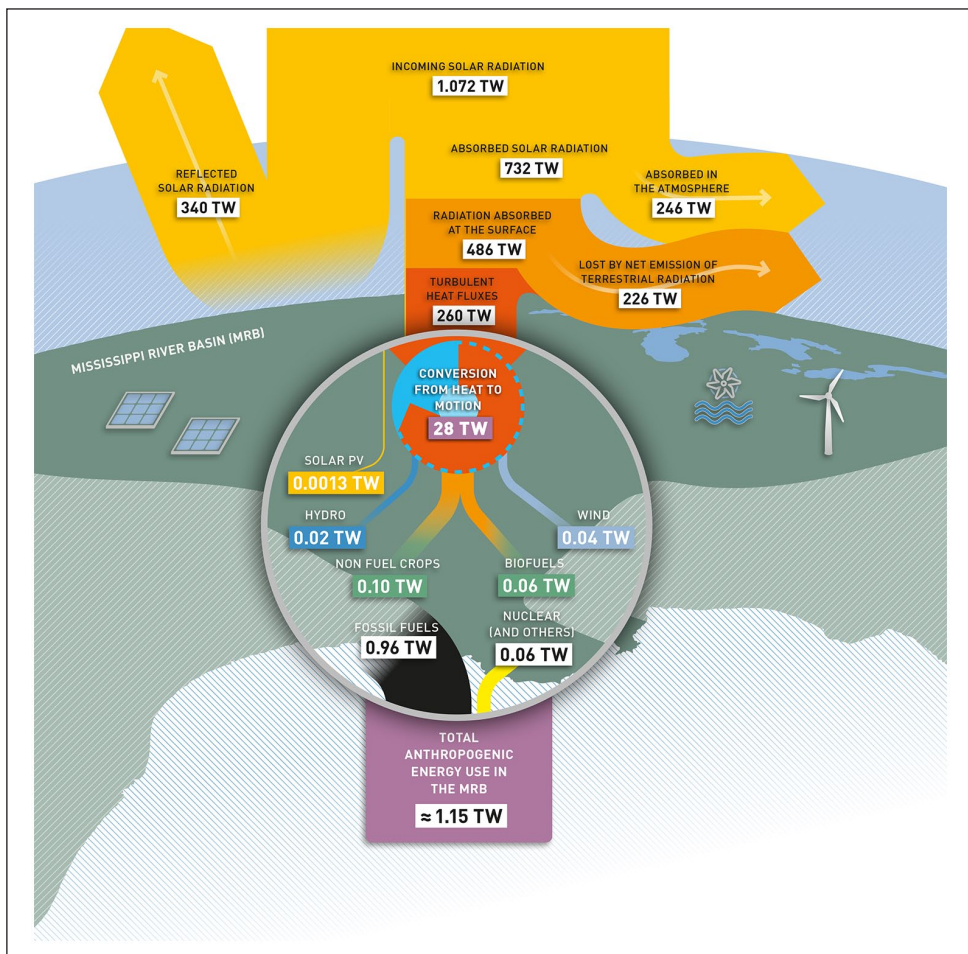 INCOMING SOLAR RADIATION
1.072 TW
ABSORBED SOLAR RADIATION
732 TW
REFLECTED
SOLAR RADIATION
340 TW
ABSORBED IN
THE ATMOSPHERE
246 TW
RADIATION ABSORBED
AT THE SURFACE
486 TW
LOST BY NET EMISSION OF
TERRESTRIAL RADIATION
226 TW
TURBULENT
HEAT FLUXES
260 TW
MISSISSIPPI RIVER BASIN (MRB)
CONVERSION
FROM HEAT TO
MOTION
28 TW
SOLAR PV
0.0013 TW
HYDRO
0.02 TW
WIND
0.04 TW
NON FUEL CROPS
0.10 TW
BIOFUELS
0.06 TW
FOSSIL FUELS
0.96 TW
NUCLEAR
(AND OTHERS)
0.06 TW
TOTAL
ANTHROPOGENIC
ENERGY USE IN
THE MRB
≈ 1.15 TW